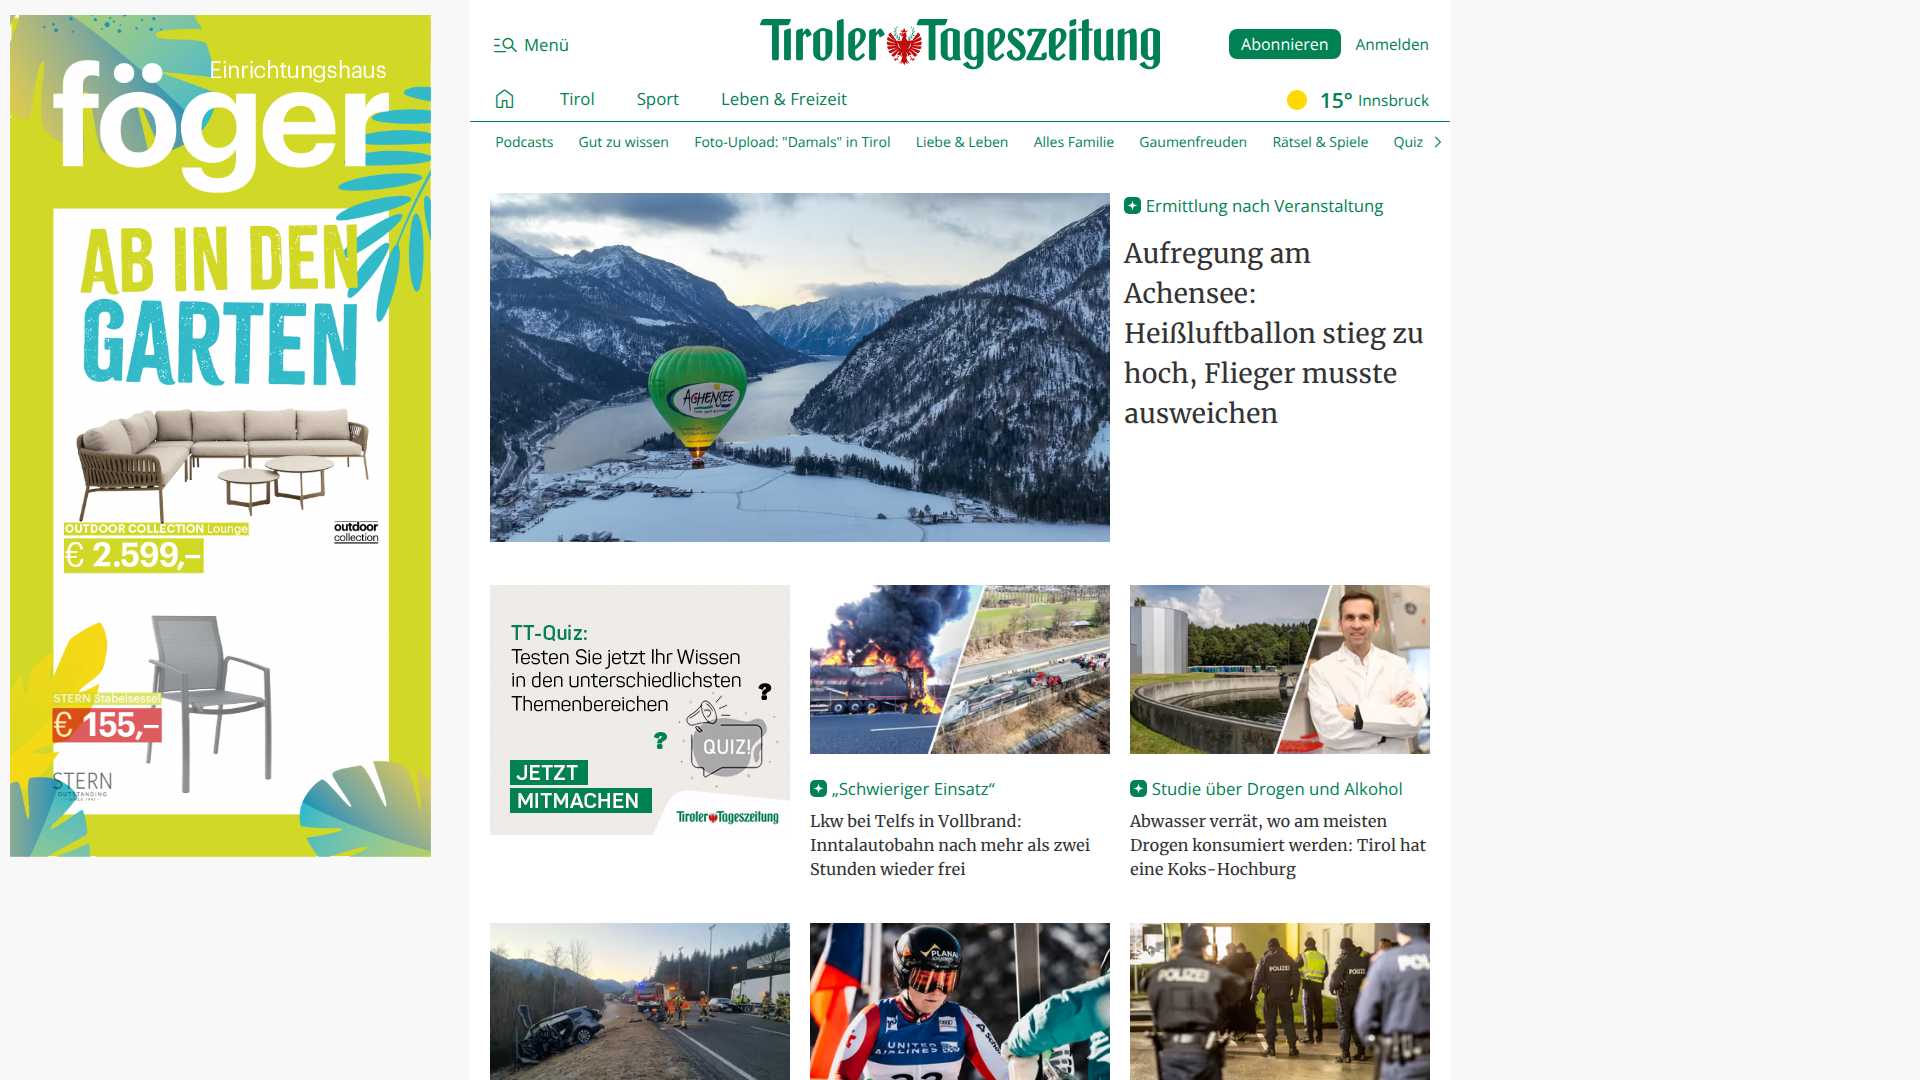 Einrichtungshaus
föger
AB IN DEN
GARTEN
OUTDOOR COLLECTION Lounge
€ 2.599,–
outdoor
collection
STERN Stabelsessel
€ 155,–
STERN
OUTSTANDING
Menü
Tiroler Tageszeitung
Abonnieren
Anmelden
Tirol
Sport
Leben & Freizeit
15° Innsbruck
Podcasts
Gut zu wissen
Foto-Upload: "Damals" in Tirol
Liebe & Leben
Alles Familie
Gaumenfreuden
Rätsel & Spiele
Quiz
ACHENSEE
Ermittlung nach Veranstaltung
Aufregung am
Achensee:
Heißluftballon stieg zu
hoch, Flieger musste
ausweichen
TT-Quiz:
Testen Sie jetzt Ihr Wissen
in den unterschiedlichsten
Themenbereichen
?
?
QUIZ!
JETZT
MITMACHEN
Tiroler Tageszeitung
„Schwieriger Einsatz“
Lkw bei Telfs in Vollbrand:
Inntalautobahn nach mehr als zwei
Stunden wieder frei
Studie über Drogen und Alkohol
Abwasser verrät, wo am meisten
Drogen konsumiert werden: Tirol hat
eine Koks-Hochburg
PLANAI
UNITED
AIRLINES
POLIZEI
POLIZEI
POLIZEI